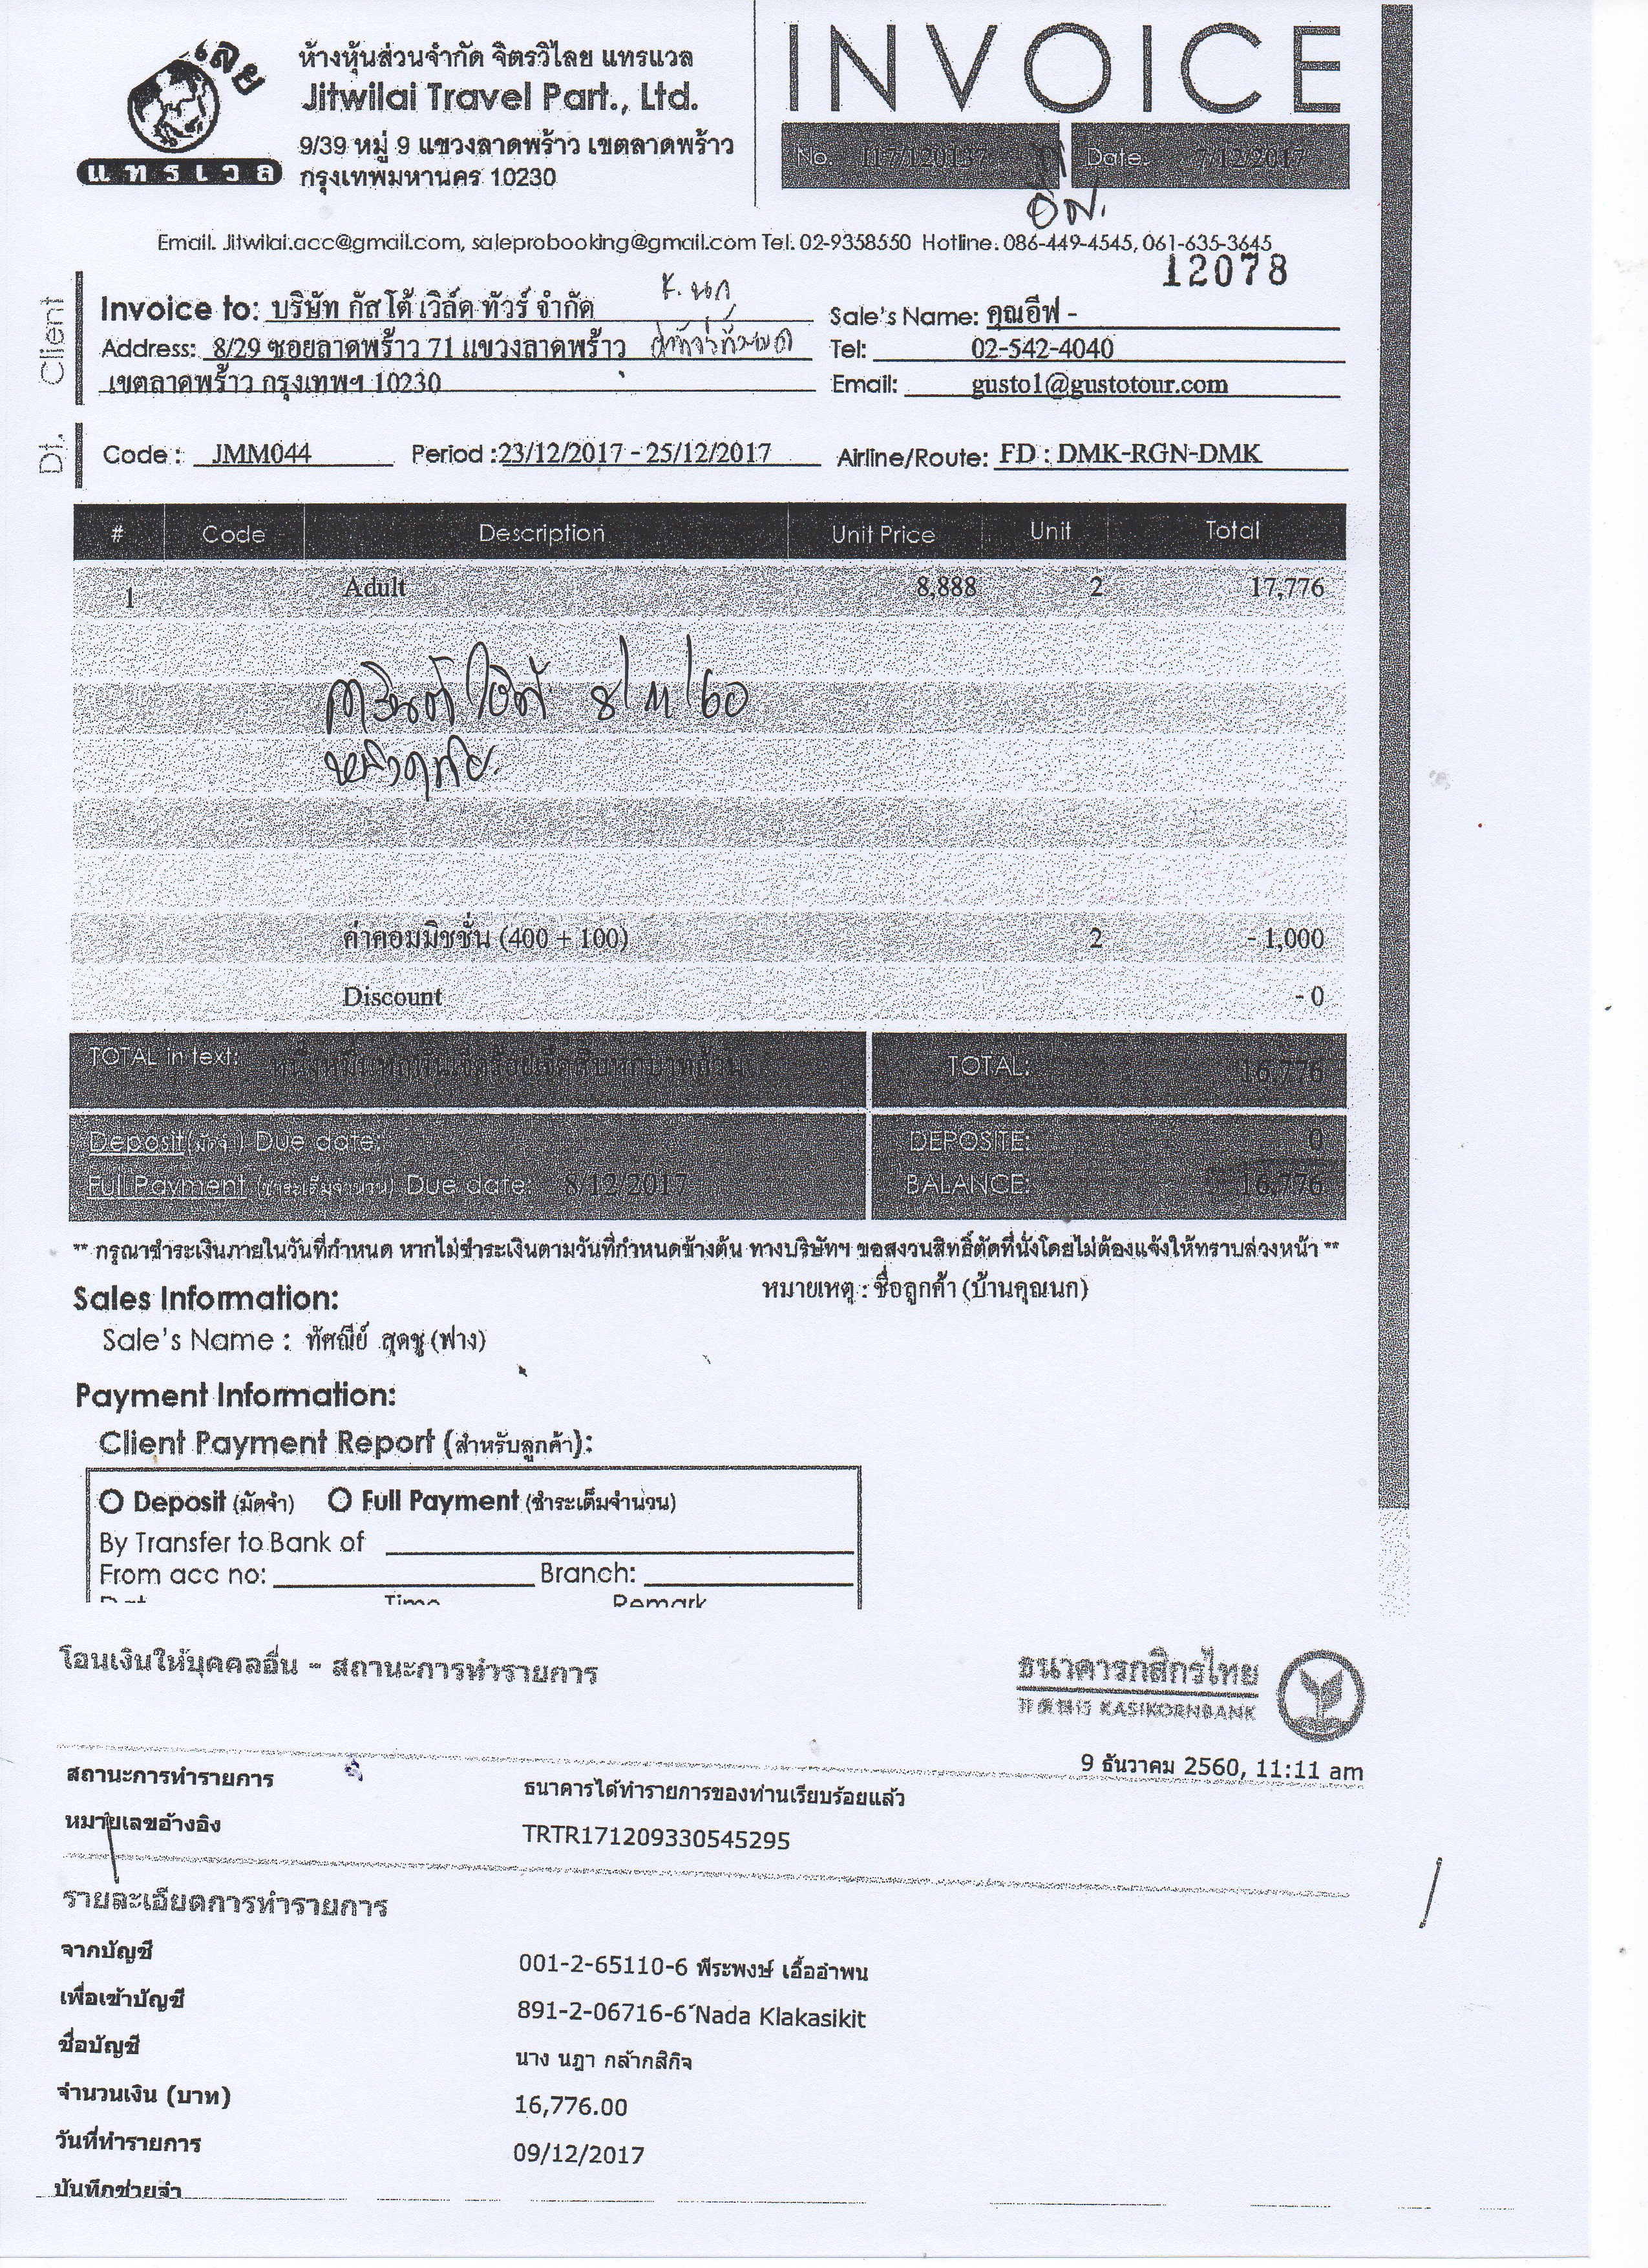 เลย
แทรเวล
ห้างหุ้นส่วนจำกัด จิตรวิไลย แทรแวล
Jitwilai Travel Part., Ltd.
9/39 หมู่ 9 แขวงลาดพร้าว เขตลาดพร้าว
กรุงเทพมหานคร 10230
INVOICE
No. 117/120137 Date. 7/12/2017
Email. Jitwilai.acc@gmail.com, saleprobooking@gmail.com Tel. 02-9358550 Hotline. 086-449-4545, 061-635-3645
12078
Client
K. นก
Invoice to: บริษัท กัสโต้ เวิล์ด ทัวร์ จำกัด Sale's Name: คุณอีฟ -
Address: 8/29 ซอยลาดพร้าว 71 แขวงลาดพร้าว Tel: 02-542-4040
เขตลาดพร้าว กรุงเทพฯ 10230 Email: gusto1@gustotour.com
Dt.
Code : JMM044 Period : 23/12/2017 - 25/12/2017 Airline/Route: FD : DMK-RGN-DMK
# Code Description Unit Price Unit Total
1 Adult 8,888 2 17,776
8/11/60
ค่าคอมมิชชั่น (400 + 100) 2 - 1,000
Discount - 0
TOTAL in text: หนึ่งหมื่นหกพันเจ็ดร้อยเจ็ดสิบหกบาทถ้วน TOTAL: 16,776
Deposit(มัดจำ) Due date: DEPOSITE: 0
Full Payment (ชำระเต็มจำนวน) Due date: 8/12/2017 BALANCE: 16,776
** กรุณาชำระเงินภายในวันที่กำหนด หากไม่ชำระเงินตามวันที่กำหนดข้างต้น ทางบริษัทฯ ขอสงวนสิทธิ์ตัดที่นั่งโดยไม่ต้องแจ้งให้ทราบล่วงหน้า **
หมายเหตุ : ชื่อลูกค้า (บ้านคุณนก)
Sales Information:
Sale's Name : ทัศณีย์ สุดชู (ฟาง)
Payment Information:
Client Payment Report (สำหรับลูกค้า):
Deposit (มัดจำ) Full Payment (ชำระเต็มจำนวน)
By Transfer to Bank of
From acc no: Branch:
Dat Time Remark
โอนเงินให้บุคคลอื่น - สถานะการทำรายการ
ธนาคารกสิกรไทย
KASIKORNBANK
9 ธันวาคม 2560, 11:11 am
สถานะการทำรายการ ธนาคารได้ทำรายการของท่านเรียบร้อยแล้ว
หมายเลขอ้างอิง TRTR171209330545295
รายละเอียดการทำรายการ
จากบัญชี 001-2-65110-6 พีระพงษ์ เอื้ออำพน
เพื่อเข้าบัญชี 891-2-06716-6 Nada Klakasikit
ชื่อบัญชี นาง นฎา กล้ากสิกิจ
จำนวนเงิน (บาท) 16,776.00
วันที่ทำรายการ 09/12/2017
บันทึกช่วยจำ